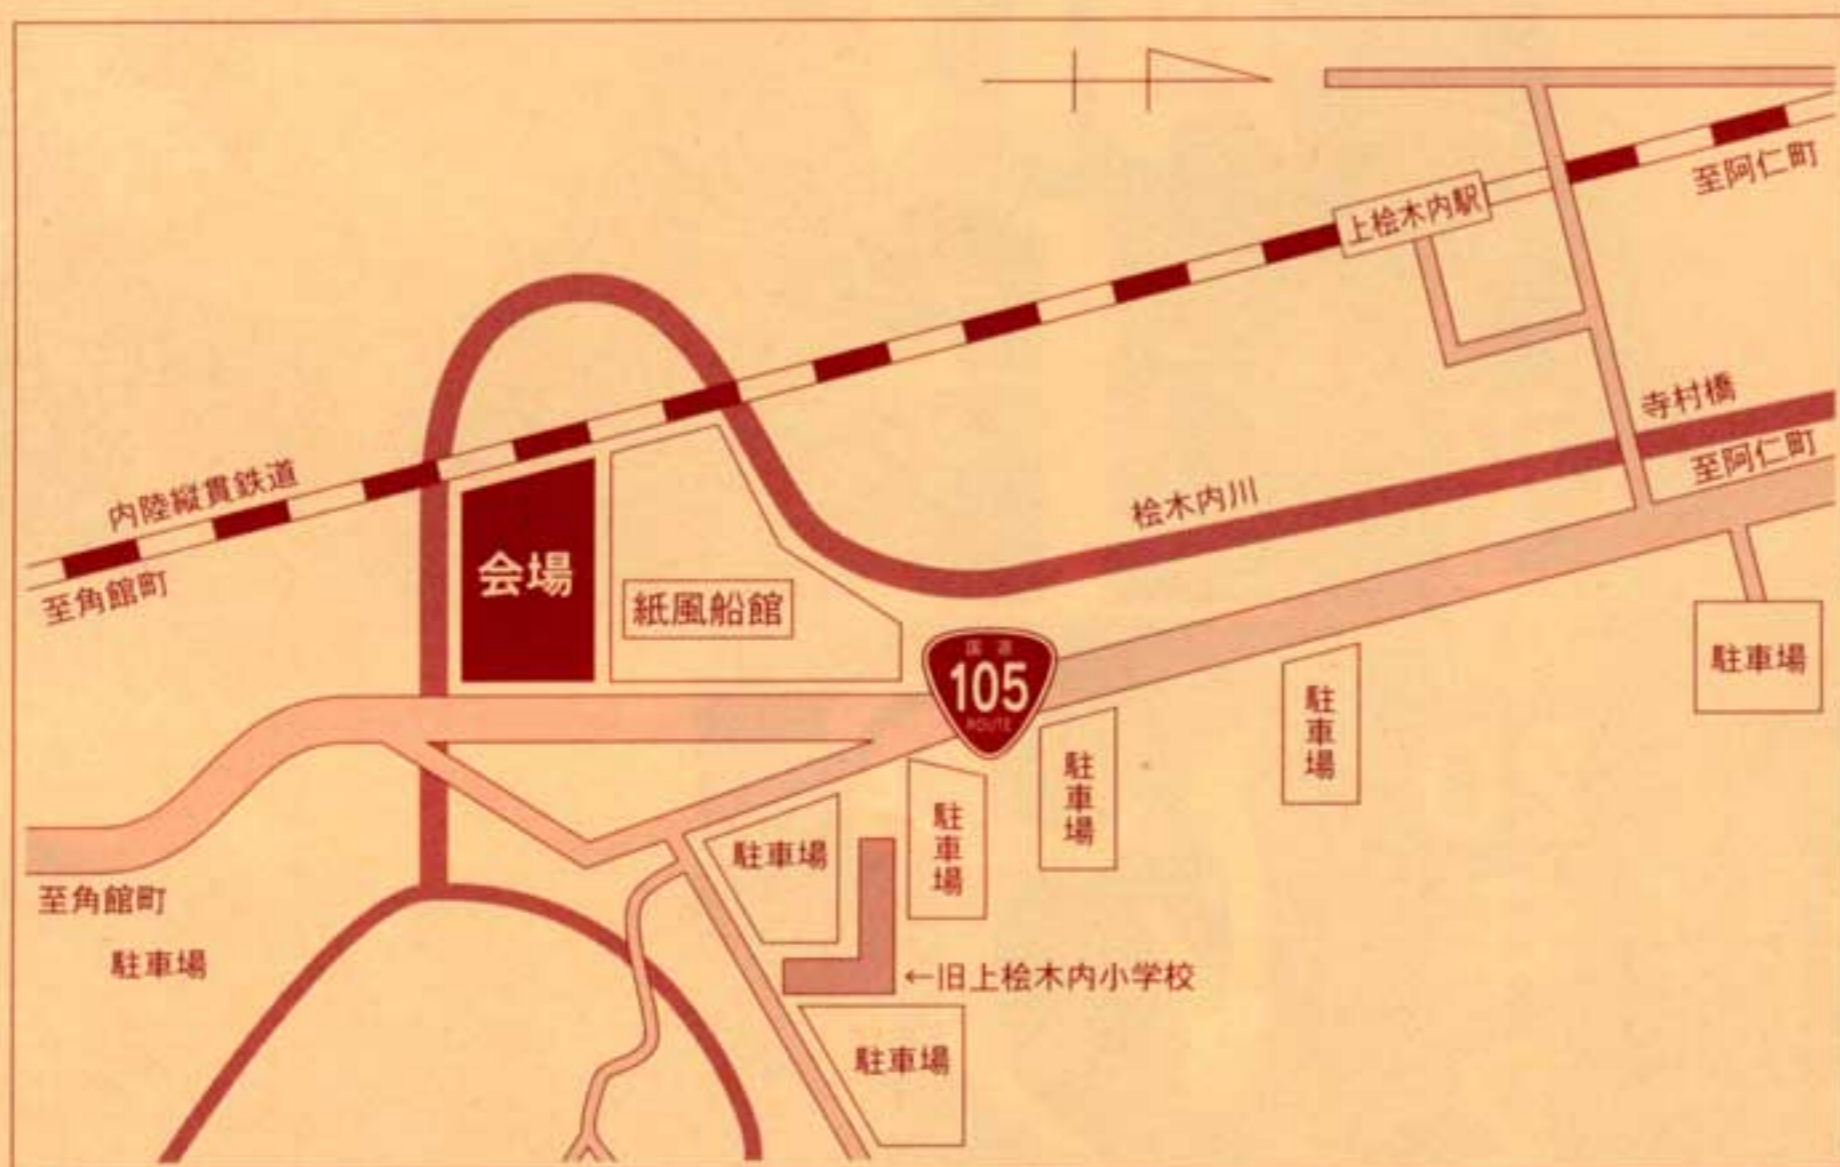 至阿仁町
上桧木内駅
寺村橋
至阿仁町
内陸縦貫鉄道
桧木内川
会場
至角館町
紙風船館
国道
105
ROUTE
駐車場
駐車場
駐車場
駐車場
駐車場
至角館町
駐車場
←旧上桧木内小学校
駐車場